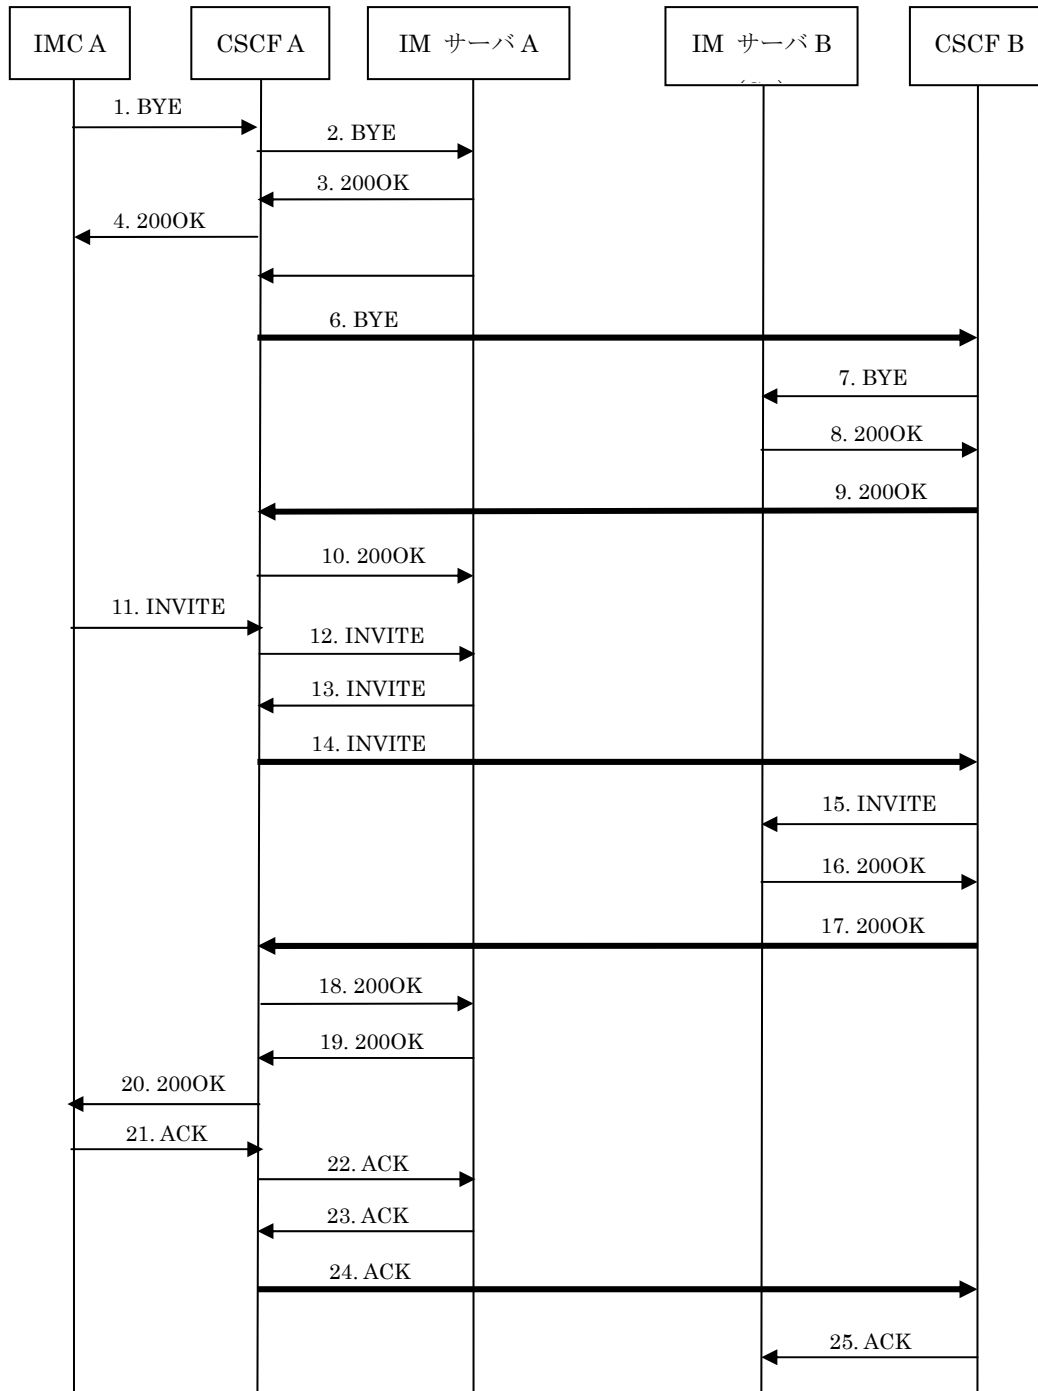 IMC A
CSCF A
IM サーバ A
IM サーバ B
CSCF B
1. BYE
2. BYE
3. 200OK
4. 200OK
6. BYE
7. BYE
8. 200OK
9. 200OK
10. 200OK
11. INVITE
12. INVITE
13. INVITE
14. INVITE
15. INVITE
16. 200OK
17. 200OK
18. 200OK
19. 200OK
20. 200OK
21. ACK
22. ACK
23. ACK
24. ACK
25. ACK